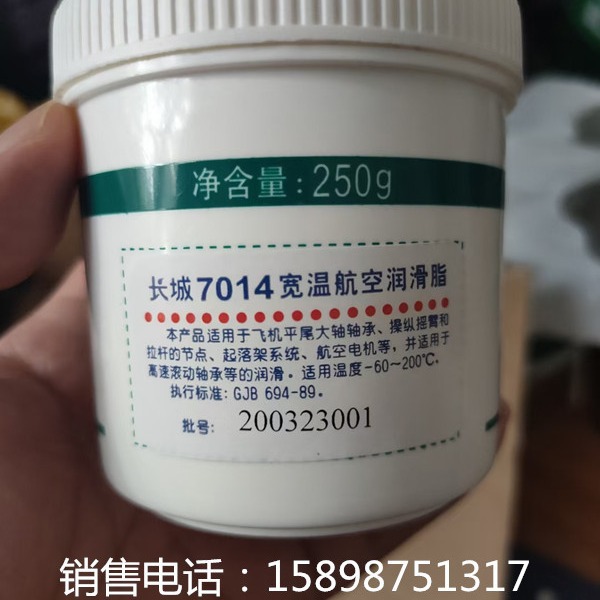 净含量:250g
长城7014宽温航空润滑脂
本产品适用于飞机平尾大轴轴承、操纵摇臂和
拉杆的节点、起落架系统、航空电机等，并适用于
高速滚动轴承等的润滑。适用温度-60～200℃。
执行标准:GJB 694-89。
批号: 200323001
销售电话：15898751317